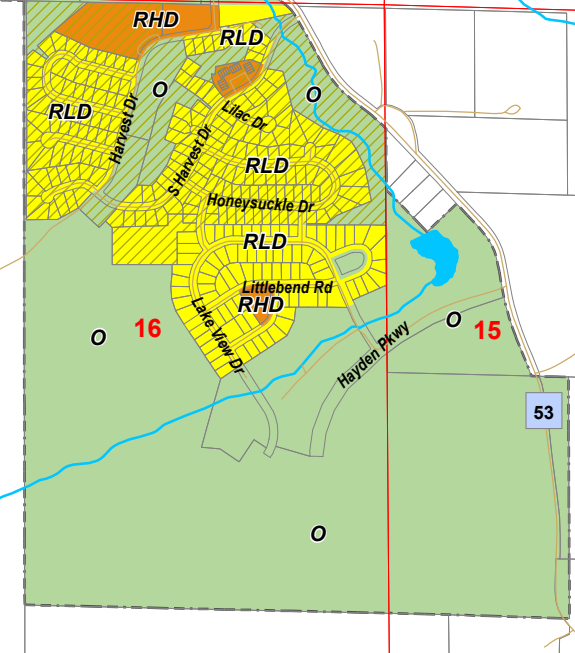 RHD
RLD
O
O
RLD
Lilac Dr
Harvest Dr
S Harvest Dr
RLD
Honeysuckle Dr
RLD
Littlebend Rd
RHD
Lake View Dr
O
16
Hayden Pkwy
O
15
53
O